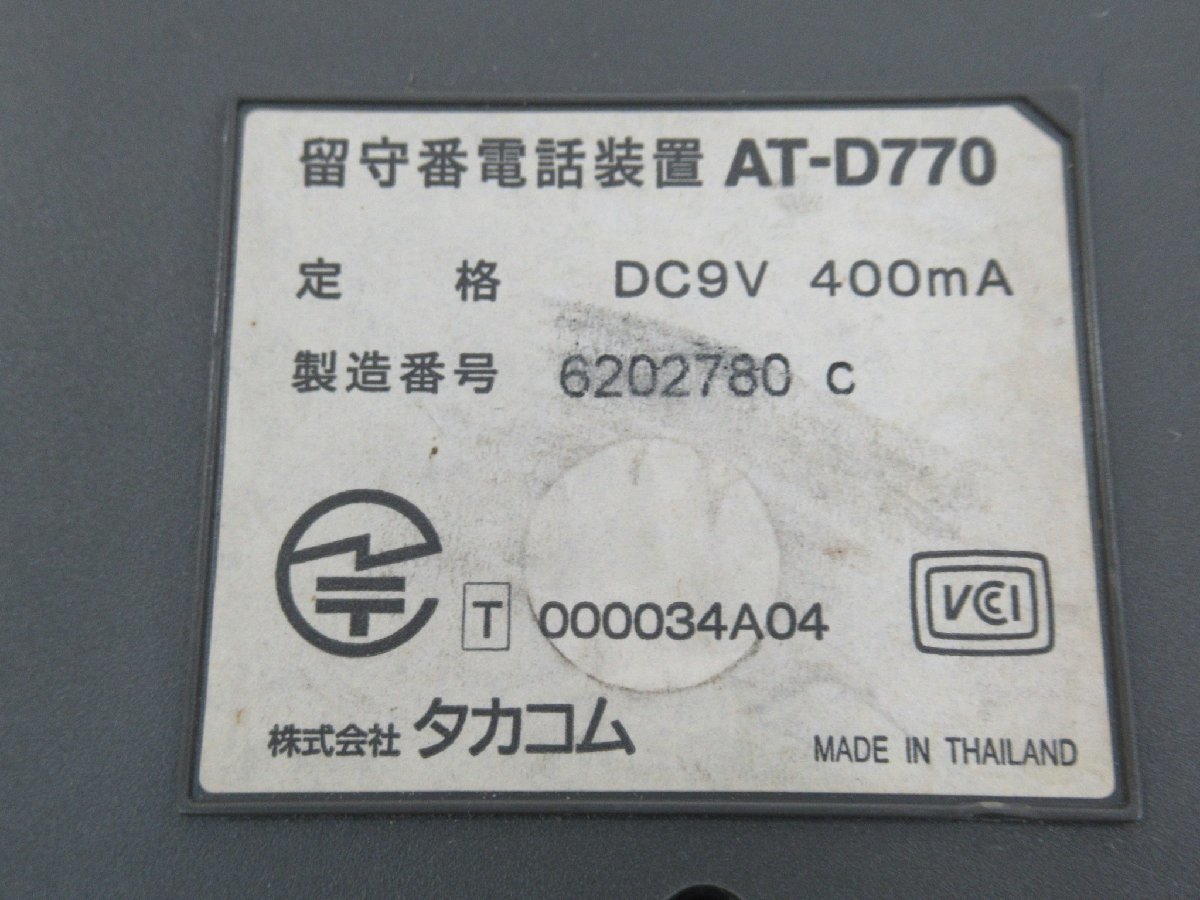 留守番電話装置 AT-D770
定 格 DC9V 400mA
製造番号 6202780 C
T 000034A04
VCCI
株式会社 タカコム
MADE IN THAILAND